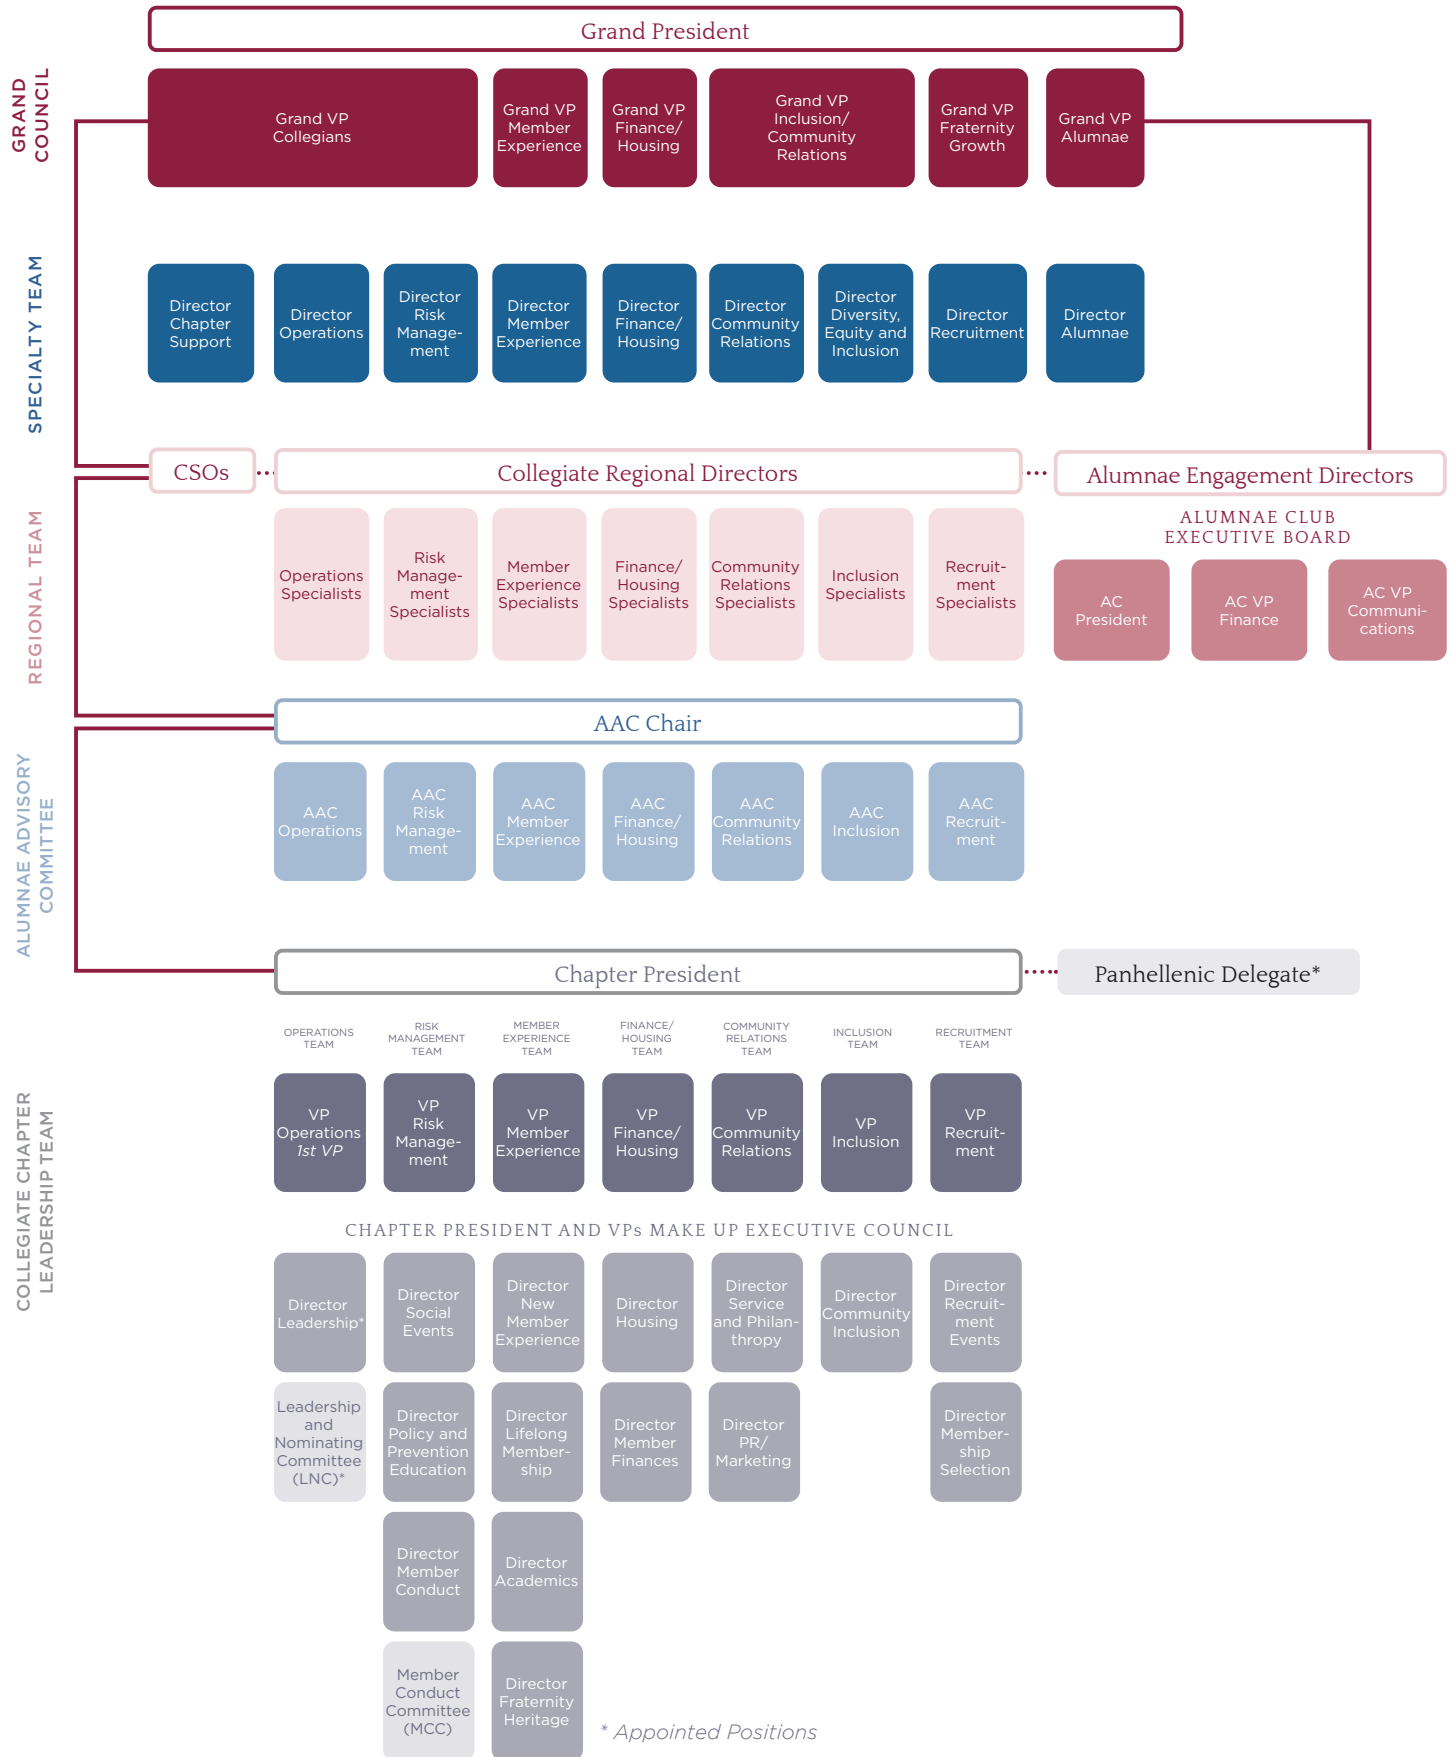 Grand President
GRAND
COUNCIL
Grand VP
Collegians
Grand VP
Member
Experience
Grand VP
Finance/
Housing
Grand VP
Inclusion/
Community
Relations
Grand VP
Fraternity
Growth
Grand VP
Alumnae
SPECIALTY TEAM
Director
Chapter
Support
Director
Operations
Director
Risk
Manage-
ment
Director
Member
Experience
Director
Finance/
Housing
Director
Community
Relations
Director
Diversity,
Equity and
Inclusion
Director
Recruitment
Director
Alumnae
REGIONAL TEAM
CSOs
Collegiate Regional Directors
Alumnae Engagement Directors
Operations
Specialists
Risk
Manage-
ment
Specialists
Member
Experience
Specialists
Finance/
Housing
Specialists
Community
Relations
Specialists
Inclusion
Specialists
Recruit-
ment
Specialists
ALUMNAE CLUB
EXECUTIVE BOARD
AC
President
AC VP
Finance
AC VP
Communi-
cations
ALUMNAE ADVISORY
COMMITTEE
AAC Chair
AAC
Operations
AAC
Risk
Manage-
ment
AAC
Member
Experience
AAC
Finance/
Housing
AAC
Community
Relations
AAC
Inclusion
AAC
Recruit-
ment
COLLEGIATE CHAPTER
LEADERSHIP TEAM
Chapter President
Panhellenic Delegate*
OPERATIONS
TEAM
RISK
MANAGEMENT
TEAM
MEMBER
EXPERIENCE
TEAM
FINANCE/
HOUSING
TEAM
COMMUNITY
RELATIONS
TEAM
INCLUSION
TEAM
RECRUITMENT
TEAM
VP
Operations
1st VP
VP
Risk
Manage-
ment
VP
Member
Experience
VP
Finance/
Housing
VP
Community
Relations
VP
Inclusion
VP
Recruit-
ment
CHAPTER PRESIDENT AND VPs MAKE UP EXECUTIVE COUNCIL
Director
Leadership*
Director
Social
Events
Director
New
Member
Experience
Director
Housing
Director
Service
and Philan-
thropy
Director
Community
Inclusion
Director
Recruit-
ment
Events
Leadership
and
Nominating
Committee
(LNC)*
Director
Policy and
Prevention
Education
Director
Lifelong
Member-
ship
Director
Member
Finances
Director
PR/
Marketing
Director
Member-
ship
Selection
Director
Member
Conduct
Director
Academics
Member
Conduct
Committee
(MCC)
Director
Fraternity
Heritage
* Appointed Positions